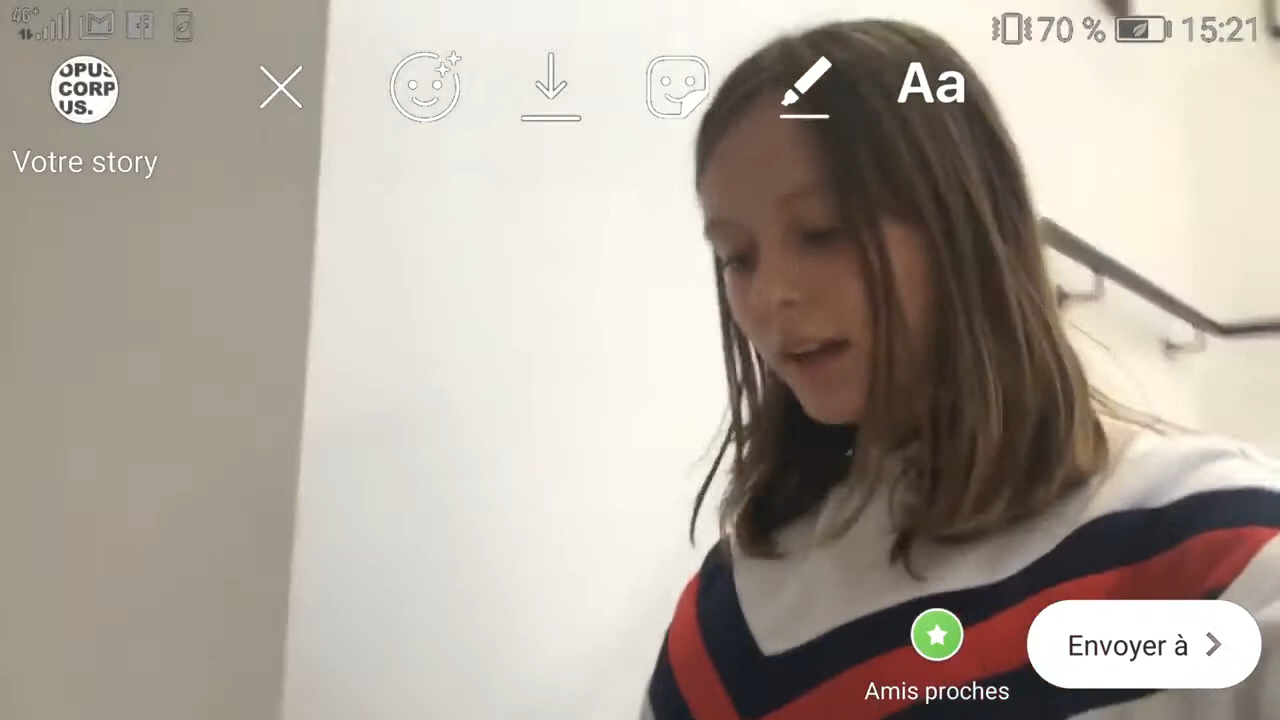 4G+
70 %
15:21
OPUS
CORP
US.
Aa
Votre story
Amis proches
Envoyer à